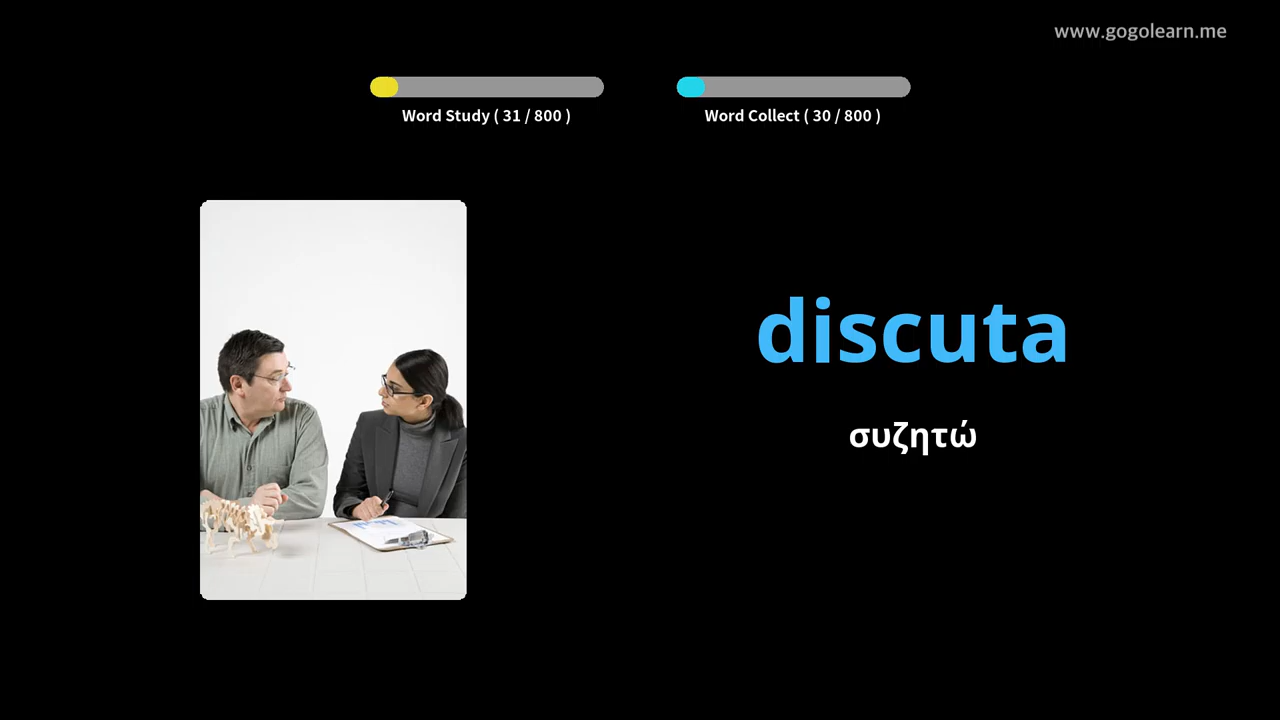 www.gogolearn.me
Word Study ( 31 / 800 )
Word Collect ( 30 / 800 )
discuta
συζητώ